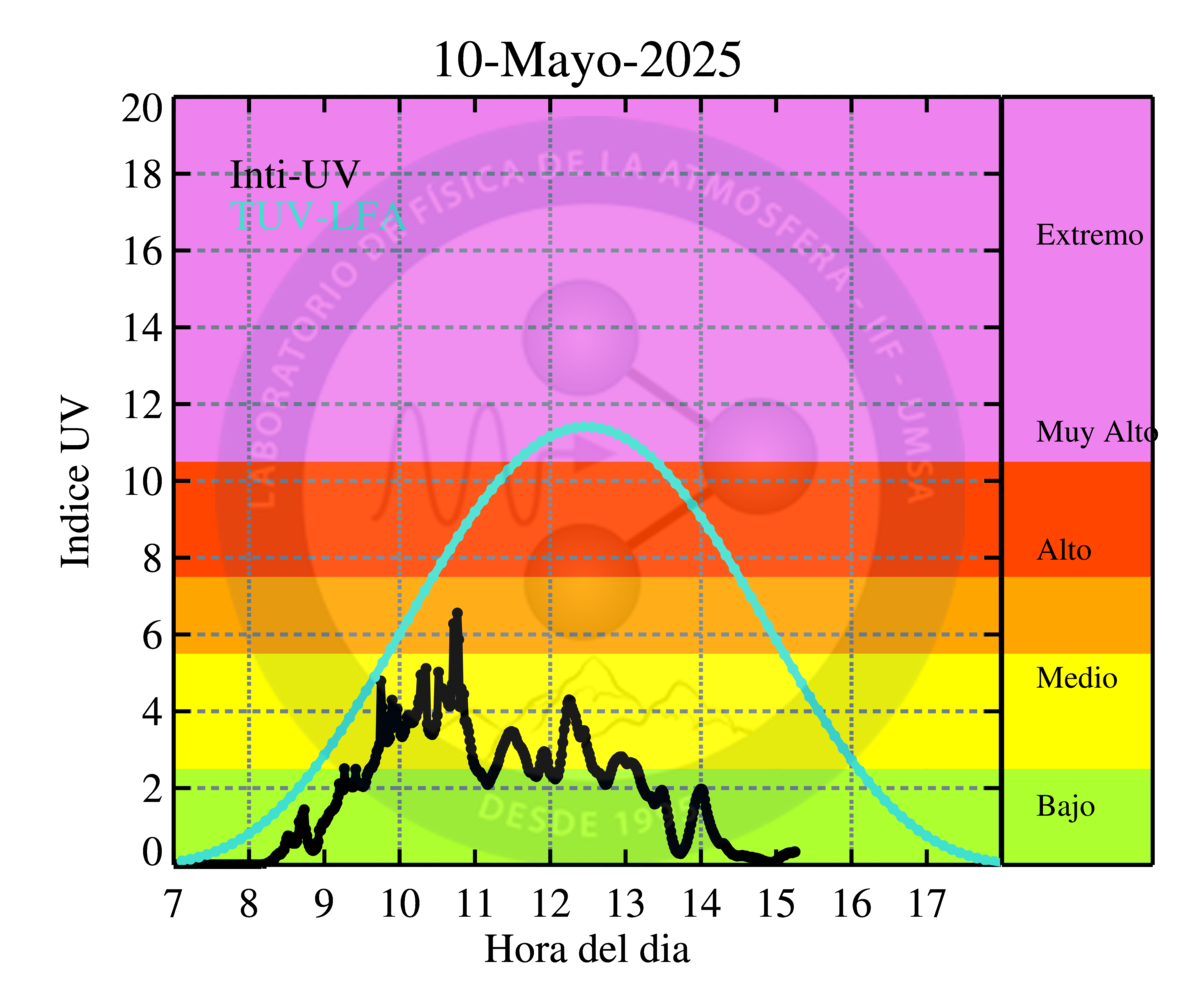 10-Mayo-2025
20
18
16
14
12
10
8
6
4
2
0
Indice UV
Inti-UV
TUV-LFA
LABORATORIO DE FÍSICA DE LA ATMÓSFERA - IIF - UMSA
DESDE
Extremo
Muy Alto
Alto
Medio
Bajo
7 8 9 10 11 12 13 14 15 16 17
Hora del dia